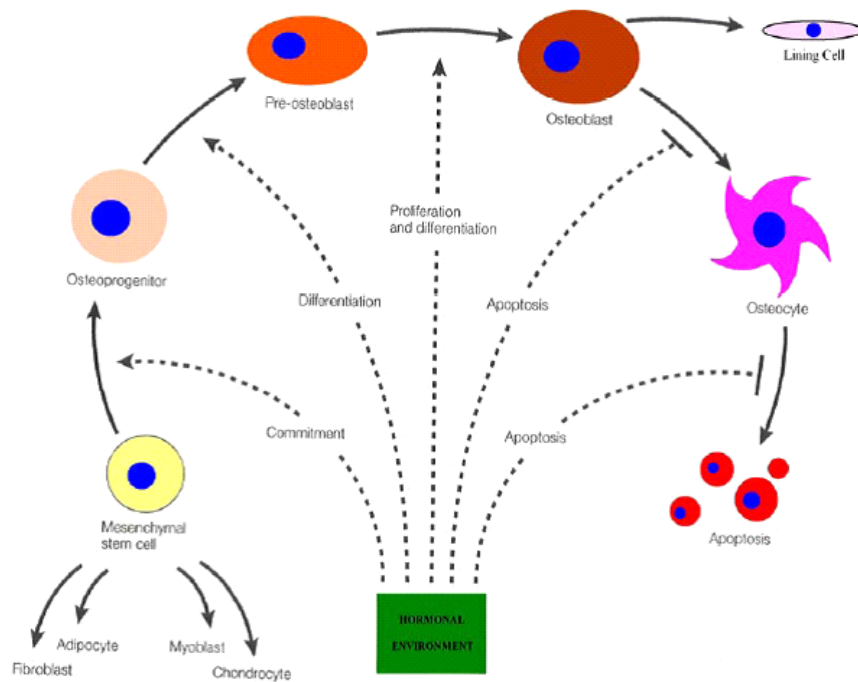 Lining Cell
Pre-osteoblast
Osteoblast
Proliferation
and differentiation
Osteoprogenitor
Differentiation
Apoptosis
Osteocyte
Commitment
Apoptosis
Mesenchymal
stem cell
Apoptosis
HORMONAL
ENVIRONMENT
Adipocyte
Myoblast
Fibroblast
Chondrocyte